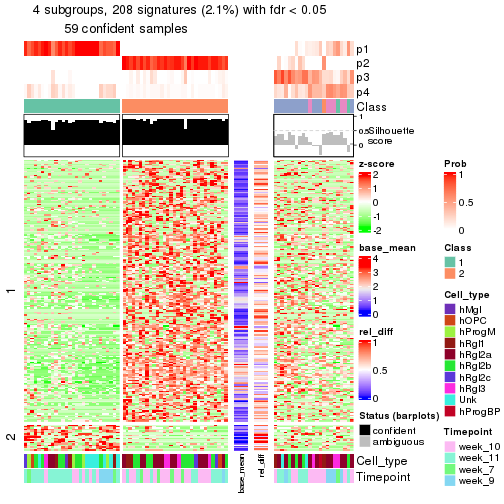 4 subgroups, 208 signatures (2.1%) with fdr < 0.05
59 confident samples
p1
p2
p3
p4
Class
1
0.5
0
Silhouette
score
1
2
Cell_type
Timepoint
base_mean
rel_diff
z-score
2
1
0
-1
-2
base_mean
4
3
2
1
0
rel_diff
1
0.5
0
Status (barplots)
confident
ambiguous
Prob
1
0.5
0
Class
1
2
Cell_type
hMgl
hOPC
hProgM
hRgl1
hRgl2a
hRgl2b
hRgl2c
hRgl3
Unk
hProgBP
Timepoint
week_10
week_11
week_7
week_9